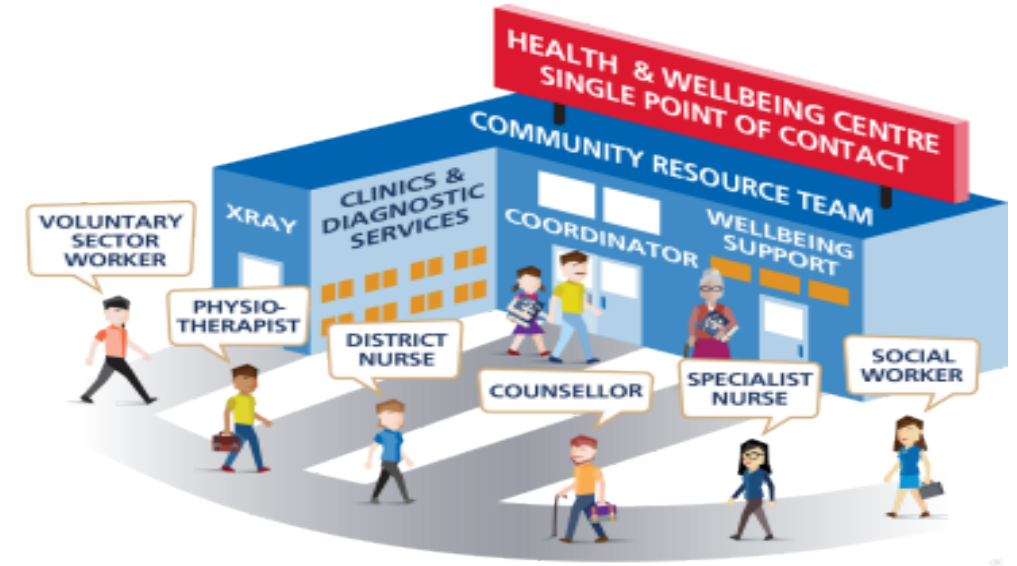 HEALTH & WELLBEING CENTRE
SINGLE POINT OF CONTACT
COMMUNITY RESOURCE TEAM
XRAY
CLINICS &
DIAGNOSTIC
SERVICES
COORDINATOR
WELLBEING
SUPPORT
VOLUNTARY
SECTOR
WORKER
PHYSIO-
THERAPIST
DISTRICT
NURSE
COUNSELLOR
SPECIALIST
NURSE
SOCIAL
WORKER